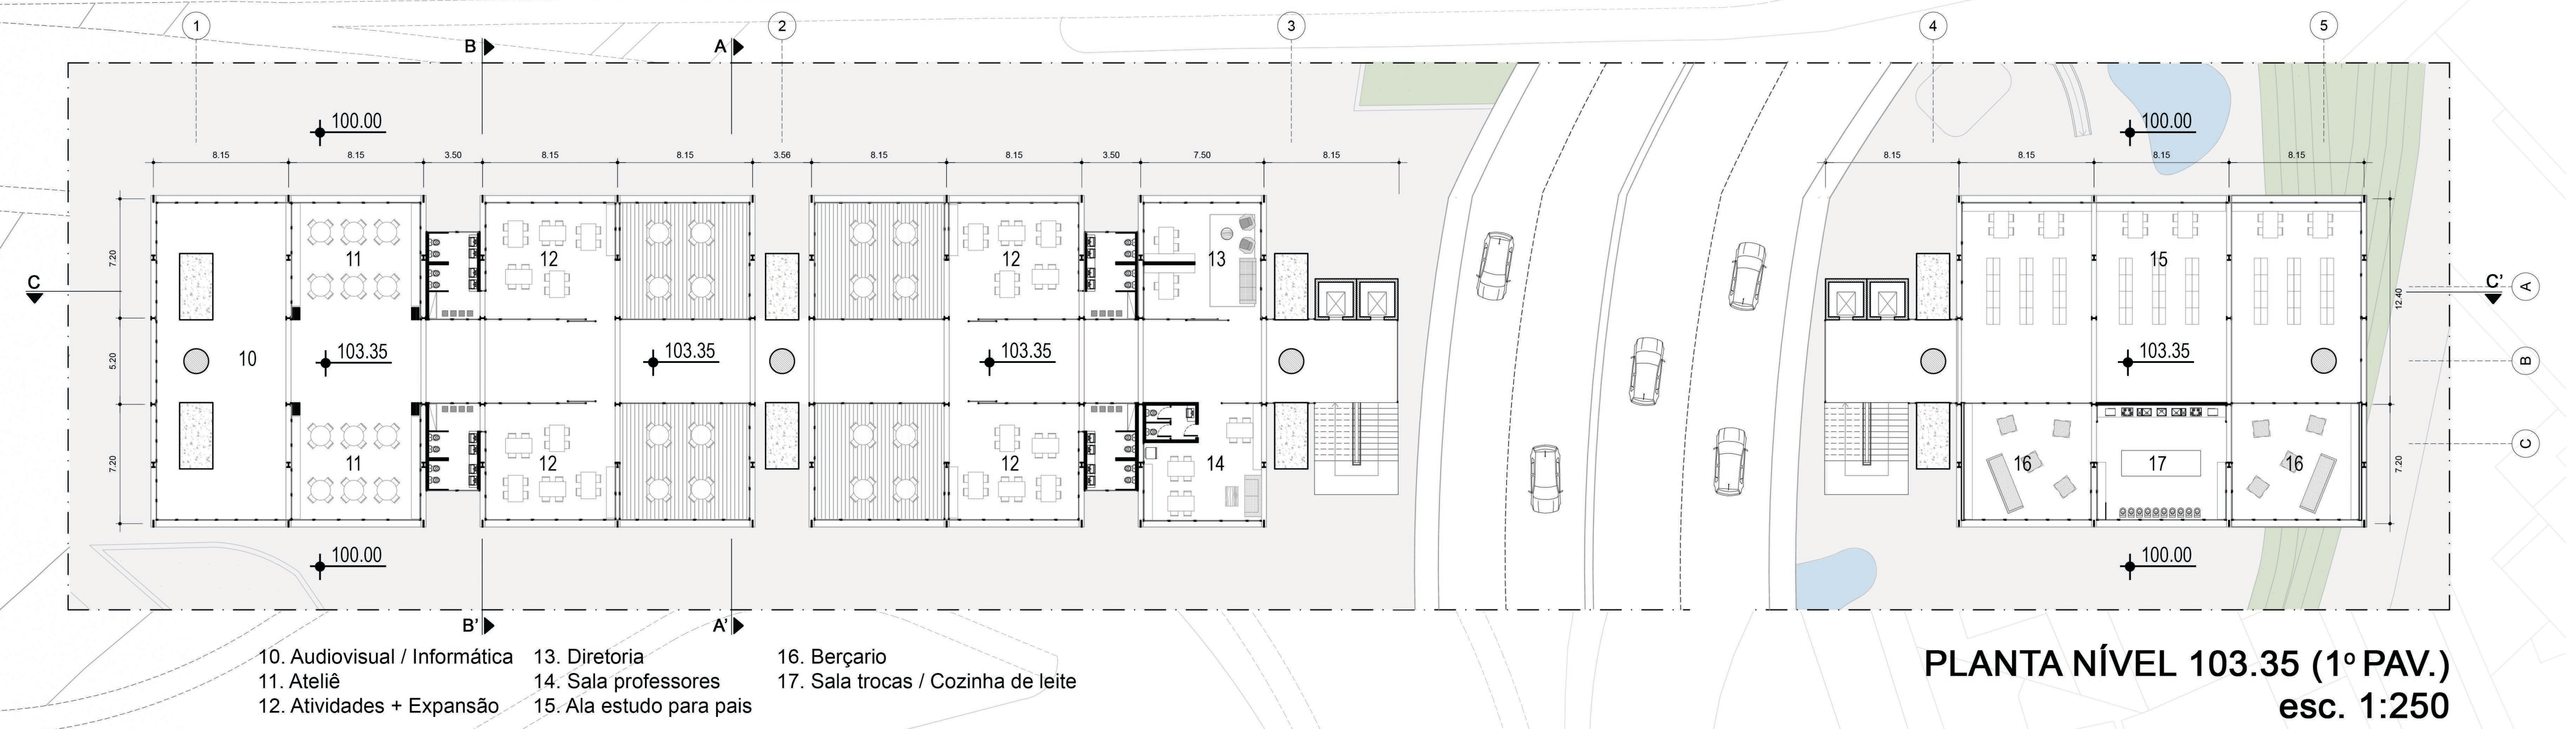 1 2 3 4 5
B A
100.00 100.00
8.15 8.15 3.50 8.15 8.15 3.56 8.15 8.15 3.50 7.50 8.15 8.15 8.15 8.15 8.15
7.20 11 12 12 13 15
C C' A
12.40
5.20 10 103.35 103.35 103.35 103.35 B
7.20 11 12 12 14 16 17 16 7.20 C
100.00 100.00
B' A'
10. Audiovisual / Informática
11. Ateliê
12. Atividades + Expansão
13. Diretoria
14. Sala professores
15. Ala estudo para pais
16. Berçario
17. Sala trocas / Cozinha de leite
PLANTA NÍVEL 103.35 (1º PAV.)
esc. 1:250